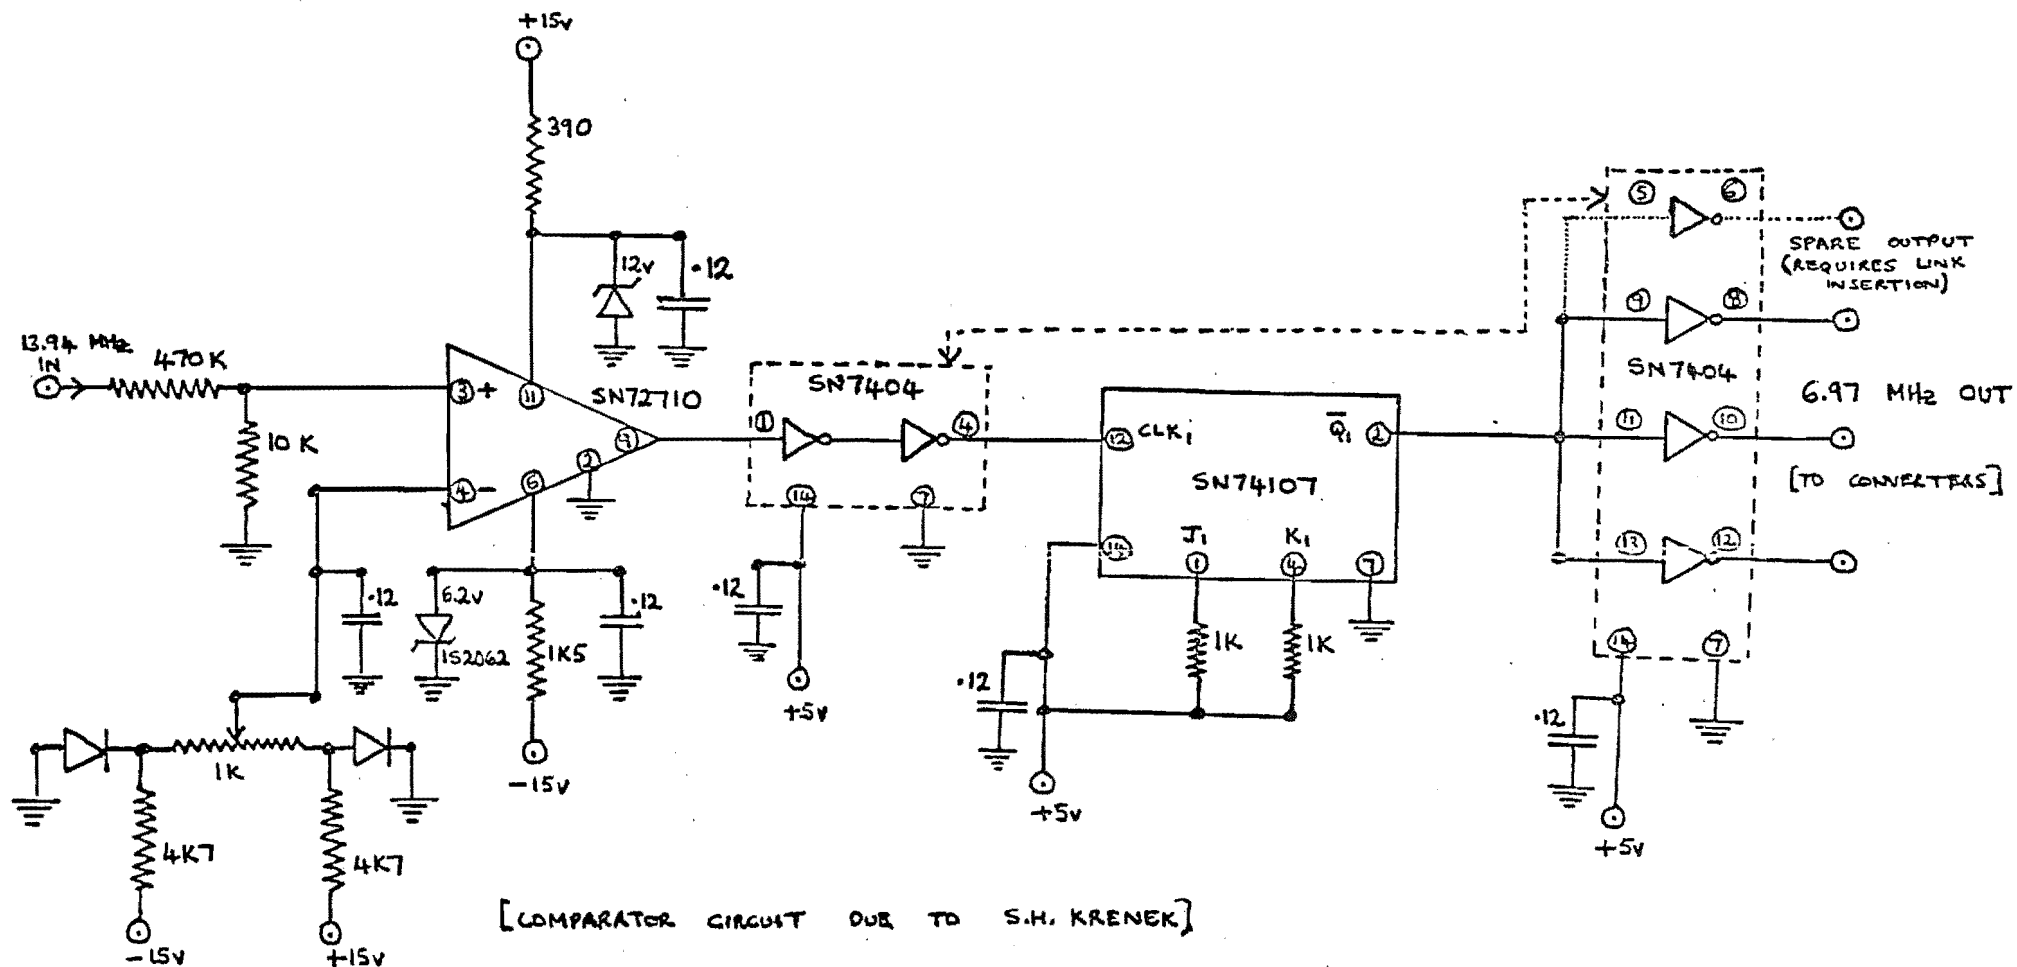 +15v
390
12v
.12
13.94 MHz
IN
470K
10K
3 +
11
SN72710
9
2
4 -
6
.12
6.2v
1S2062
1K5
.12
-15v
1K
4K7
4K7
-15v
+15v
SN7404
1
4
14
7
.12
+5v
12 CLK1
Q̅1 2
SN74107
14
J1
1
K1
4
7
1K
1K
.12
+5v
5
6
SPARE OUTPUT
(REQUIRES LINK
INSERTION)
9
8
SN7404
6.97 MHz OUT
11
10
[TO CONVERTERS]
13
12
14
7
.12
+5v
[COMPARATOR CIRCUIT DUE TO S.H. KRENEK]